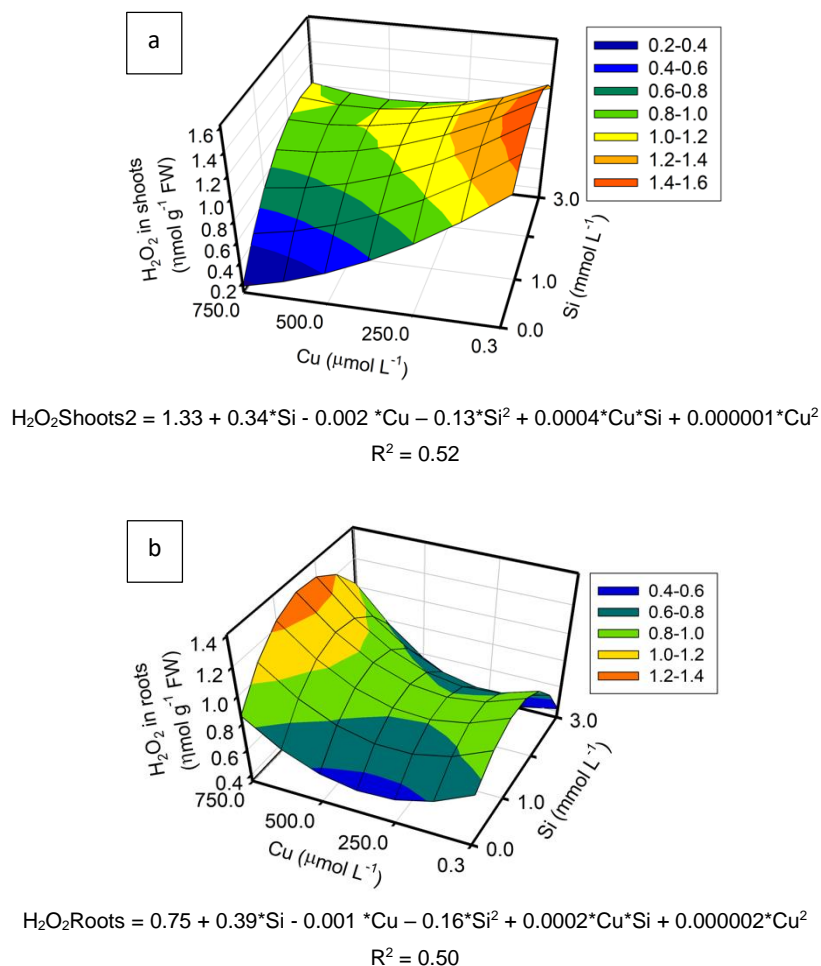 a
0.2-0.4
0.4-0.6
0.6-0.8
0.8-1.0
1.0-1.2
1.2-1.4
1.4-1.6
H₂O₂ in shoots
(ηmol g⁻¹ FW)
1.6
1.4
1.2
1.0
0.8
0.6
0.4
0.2
750.0
500.0
250.0
0.3
Cu (μmol L⁻¹)
3.0
1.0
0.0
Si (mmol L⁻¹)
H₂O₂Shoots2 = 1.33 + 0.34*Si - 0.002 *Cu – 0.13*Si² + 0.0004*Cu*Si + 0.000001*Cu²
R² = 0.52
b
0.4-0.6
0.6-0.8
0.8-1.0
1.0-1.2
1.2-1.4
H₂O₂ in roots
(ηmol g⁻¹ FW)
1.4
1.2
1.0
0.8
0.6
0.4
750.0
500.0
250.0
0.3
Cu (μmol L⁻¹)
3.0
1.0
0.0
Si (mmol L⁻¹)
H₂O₂Roots = 0.75 + 0.39*Si - 0.001 *Cu – 0.16*Si² + 0.0002*Cu*Si + 0.000002*Cu²
R² = 0.50